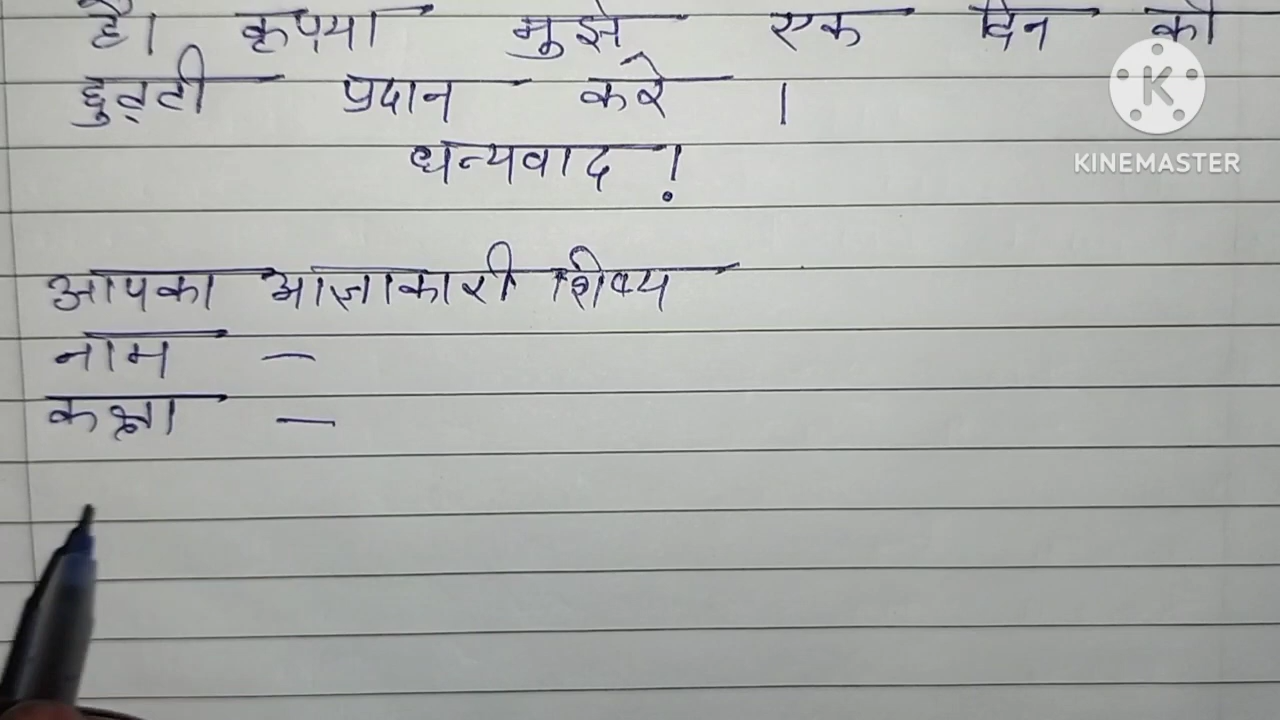 है। कृपया मुझे एक दिन की
छुट्टी प्रदान करे ।
धन्यवाद !
आपका आज्ञाकारी शिष्य
नाम —
कक्षा —
K
KINEMASTER